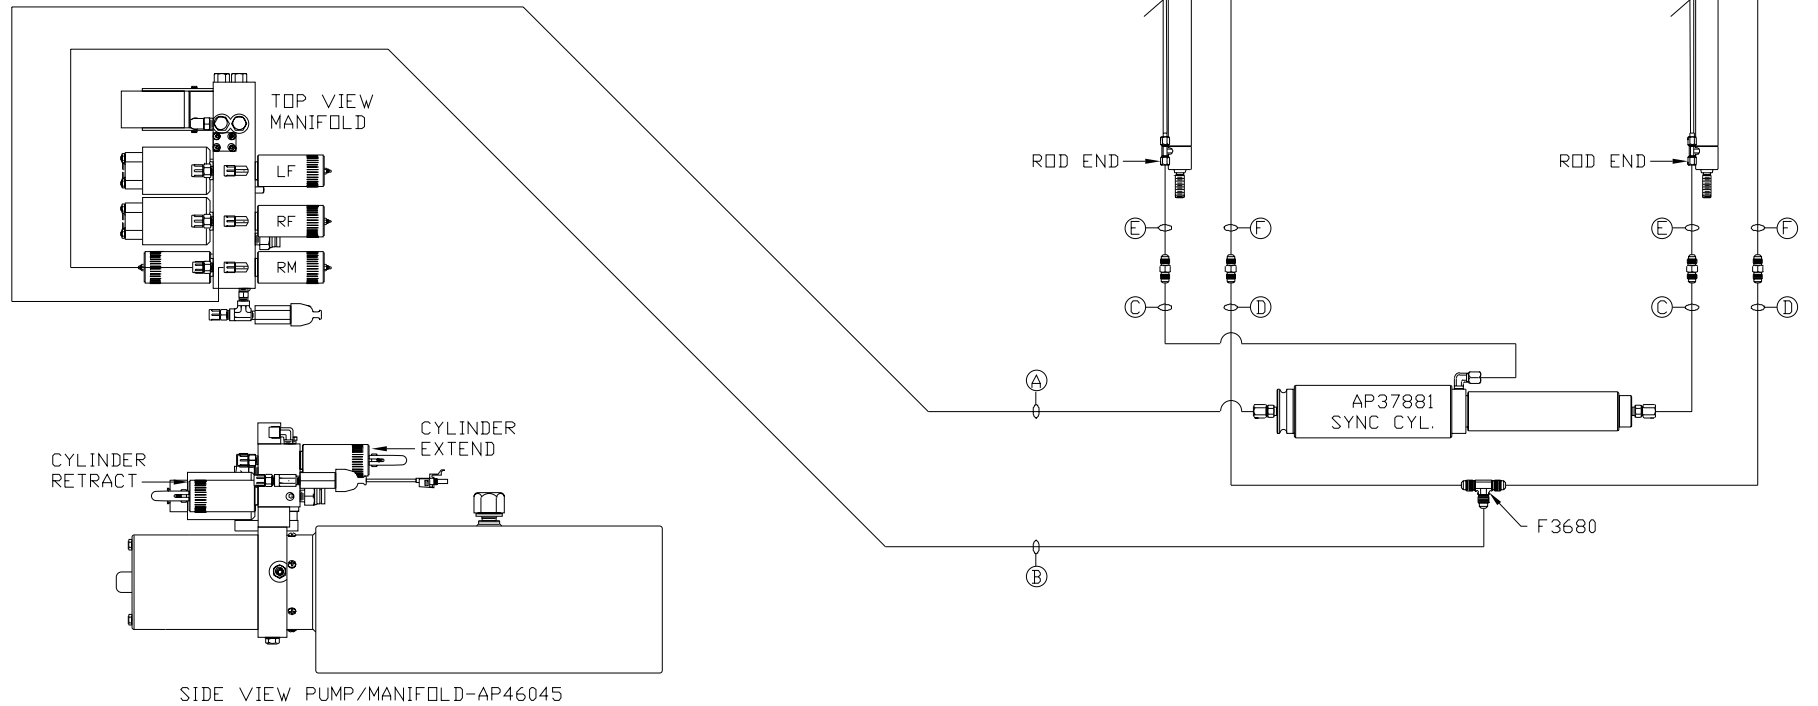 TOP VIEW
MANIFOLD
LF
RF
RM
ROD END
ROD END
E
F
E
F
C
D
C
D
A
AP37881
SYNC CYL.
CYLINDER
EXTEND
CYLINDER
RETRACT
F3680
B
SIDE VIEW PUMP/MANIFOLD-AP46045